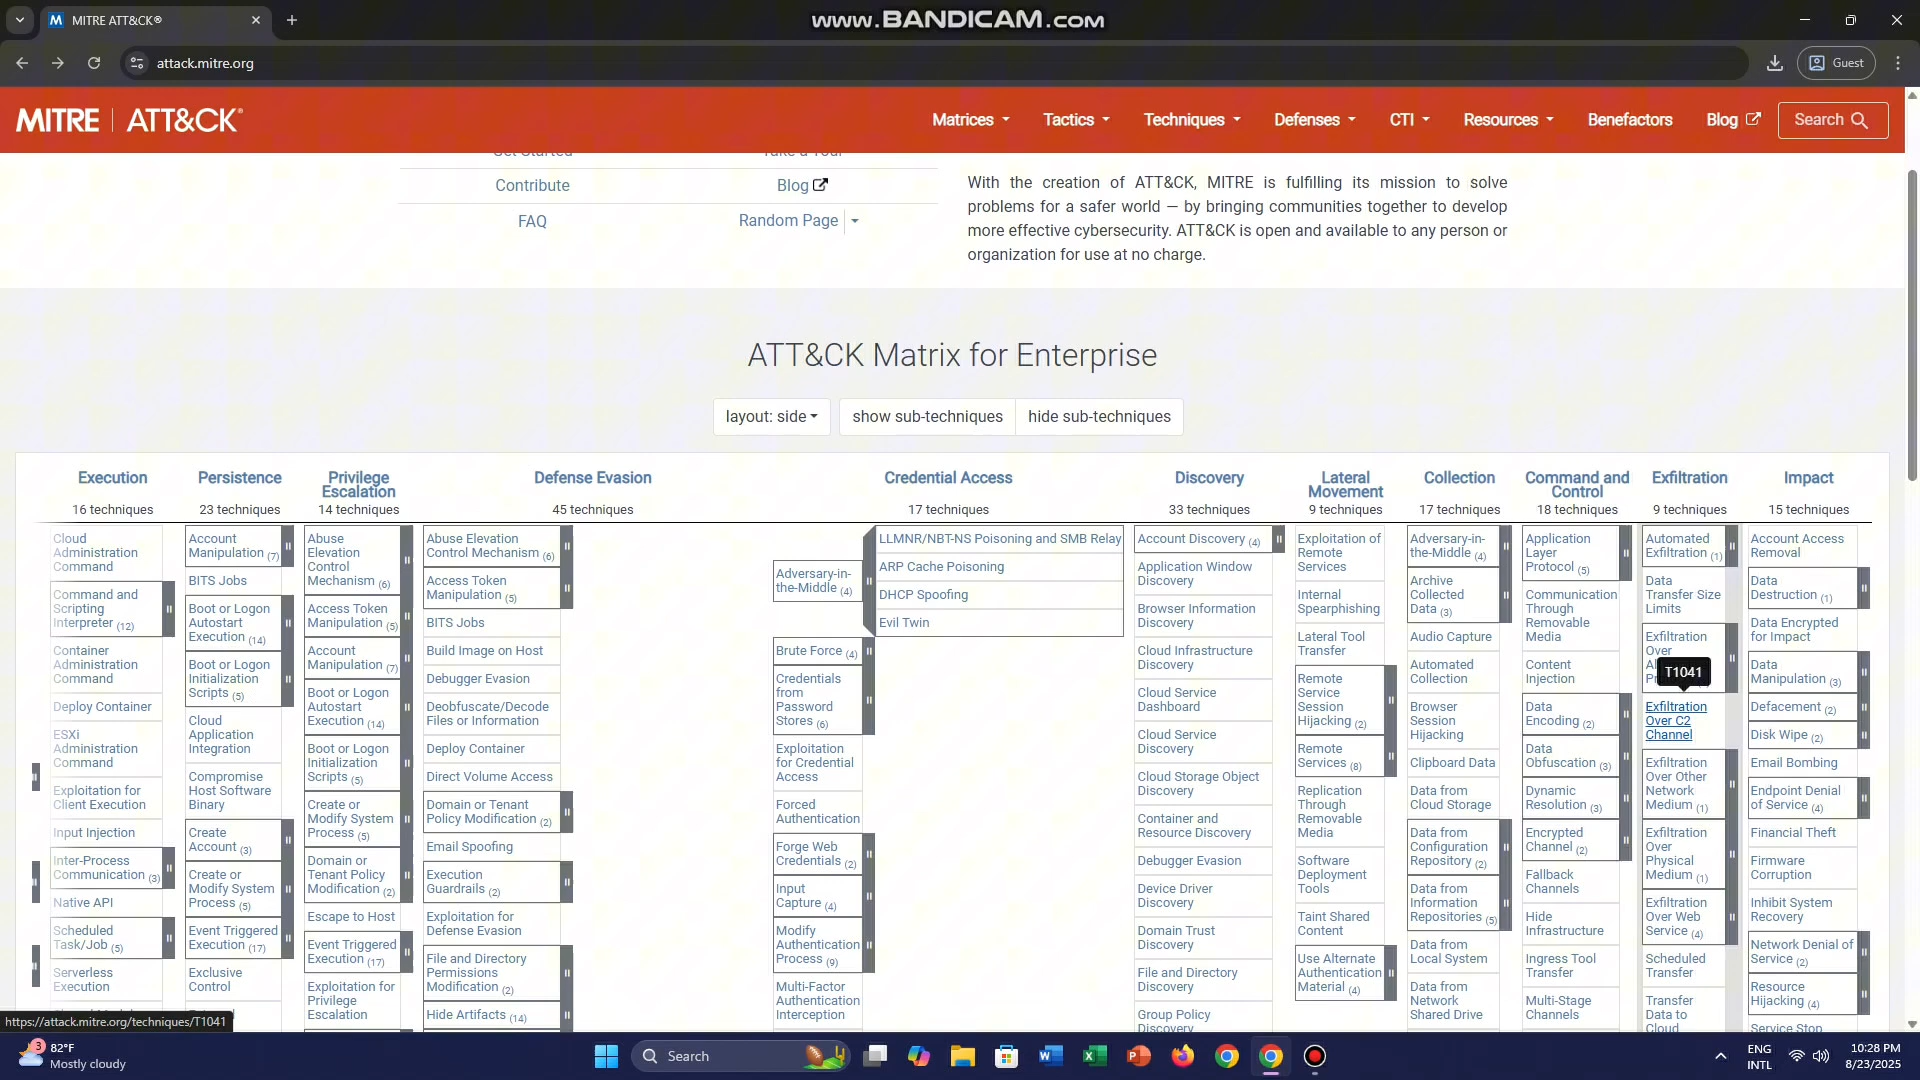 MITRE ATT&CK®
www.BANDICAM.com
attack.mitre.org
Guest
MITRE | ATT&CK®
Matrices
Tactics
Techniques
Defenses
CTI
Resources
Benefactors
Blog
Search
Get Started
Take a Tour
Contribute
Blog
FAQ
Random Page
With the creation of ATT&CK, MITRE is fulfilling its mission to solve
problems for a safer world — by bringing communities together to develop
more effective cybersecurity. ATT&CK is open and available to any person or
organization for use at no charge.
ATT&CK Matrix for Enterprise
layout: side
show sub-techniques
hide sub-techniques
Execution
16 techniques
Cloud
Administration
Command
Command and
Scripting
Interpreter (12)
Container
Administration
Command
Deploy Container
ESXi
Administration
Command
Exploitation for
Client Execution
Input Injection
Inter-Process
Communication (3)
Native API
Scheduled
Task/Job (5)
Serverless
Execution
Persistence
23 techniques
Account
Manipulation (7)
BITS Jobs
Boot or Logon
Autostart
Execution (14)
Boot or Logon
Initialization
Scripts (5)
Cloud
Application
Integration
Compromise
Host Software
Binary
Create
Account (3)
Create or
Modify System
Process (5)
Event Triggered
Execution (17)
Exclusive
Control
Privilege
Escalation
14 techniques
Abuse
Elevation
Control
Mechanism (6)
Access Token
Manipulation (5)
Account
Manipulation (7)
Boot or Logon
Autostart
Execution (14)
Boot or Logon
Initialization
Scripts (5)
Create or
Modify System
Process (5)
Domain or
Tenant Policy
Modification (2)
Escape to Host
Event Triggered
Execution (17)
Exploitation for
Privilege
Escalation
Defense Evasion
45 techniques
Abuse Elevation
Control Mechanism (6)
Access Token
Manipulation (5)
BITS Jobs
Build Image on Host
Debugger Evasion
Deobfuscate/Decode
Files or Information
Deploy Container
Direct Volume Access
Domain or Tenant
Policy Modification (2)
Email Spoofing
Execution
Guardrails (2)
Exploitation for
Defense Evasion
File and Directory
Permissions
Modification (2)
Hide Artifacts (14)
Credential Access
17 techniques
Adversary-in-
the-Middle (4)
LLMNR/NBT-NS Poisoning and SMB Relay
ARP Cache Poisoning
DHCP Spoofing
Evil Twin
Brute Force (4)
Credentials
from
Password
Stores (6)
Exploitation
for Credential
Access
Forced
Authentication
Forge Web
Credentials (2)
Input
Capture (4)
Modify
Authentication
Process (9)
Multi-Factor
Authentication
Interception
Discovery
33 techniques
Account Discovery (4)
Application Window
Discovery
Browser Information
Discovery
Cloud Infrastructure
Discovery
Cloud Service
Dashboard
Cloud Service
Discovery
Cloud Storage Object
Discovery
Container and
Resource Discovery
Debugger Evasion
Device Driver
Discovery
Domain Trust
Discovery
File and Directory
Discovery
Group Policy
Discovery
Lateral
Movement
9 techniques
Exploitation of
Remote
Services
Internal
Spearphishing
Lateral Tool
Transfer
Remote
Service
Session
Hijacking (2)
Remote
Services (8)
Replication
Through
Removable
Media
Software
Deployment
Tools
Taint Shared
Content
Use Alternate
Authentication
Material (4)
Collection
17 techniques
Adversary-in-
the-Middle (4)
Archive
Collected
Data (3)
Audio Capture
Automated
Collection
Browser
Session
Hijacking
Clipboard Data
Data from
Cloud Storage
Data from
Configuration
Repository (2)
Data from
Information
Repositories (5)
Data from
Local System
Data from
Network
Shared Drive
Command and
Control
18 techniques
Application
Layer
Protocol (5)
Communication
Through
Removable
Media
Content
Injection
Data
Encoding (2)
Data
Obfuscation (3)
Dynamic
Resolution (3)
Encrypted
Channel (2)
Fallback
Channels
Hide
Infrastructure
Ingress Tool
Transfer
Multi-Stage
Channels
Exfiltration
9 techniques
Automated
Exfiltration (1)
Data
Transfer Size
Limits
Exfiltration
Over
T1041
Exfiltration
Over C2
Channel
Exfiltration
Over Other
Network
Medium (1)
Exfiltration
Over
Physical
Medium (1)
Exfiltration
Over Web
Service (4)
Scheduled
Transfer
Transfer
Data to
Cloud
Impact
15 techniques
Account Access
Removal
Data
Destruction (1)
Data Encrypted
for Impact
Data
Manipulation (3)
Defacement (2)
Disk Wipe (2)
Email Bombing
Endpoint Denial
of Service (4)
Financial Theft
Firmware
Corruption
Inhibit System
Recovery
Network Denial of
Service (2)
Resource
Hijacking (4)
Service Stop
https://attack.mitre.org/techniques/T1041
3
82°F
Mostly cloudy
Search
ENG
INTL
10:28 PM
8/23/2025